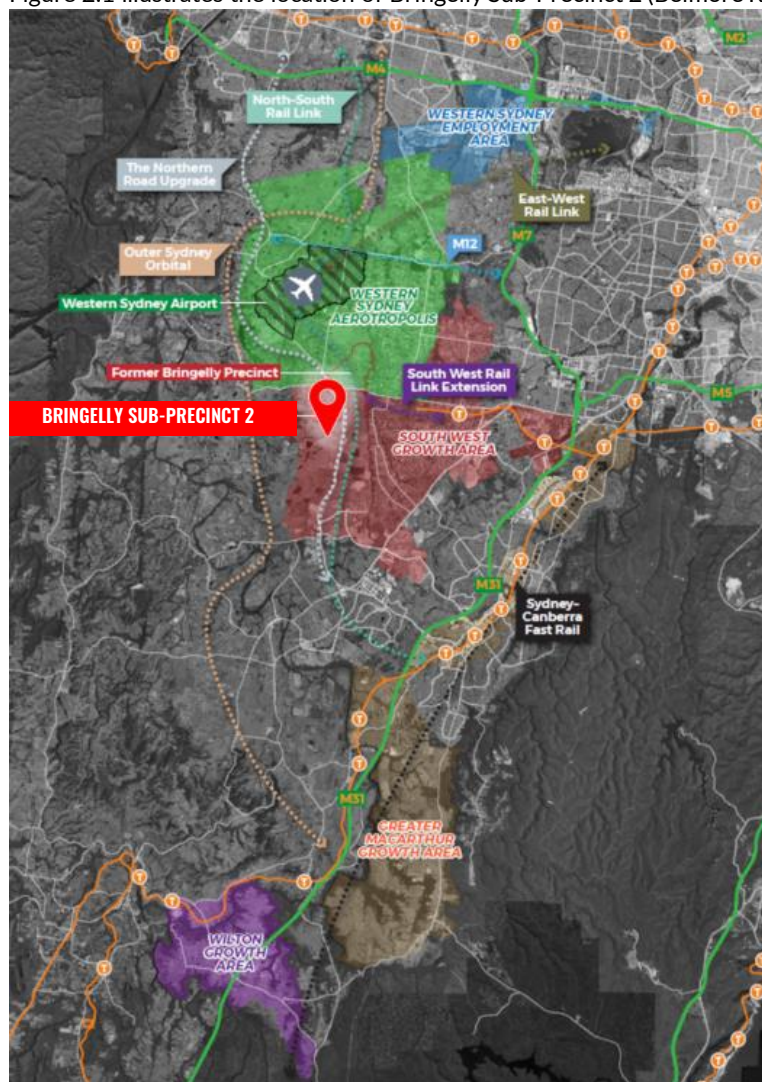 Figure 2.1 illustrates the location of Bringelly Sub-Precinct 2 (Belmore R
M2
M4
North-South
Rail Link
WESTERN SYDNEY
EMPLOYMENT
AREA
The Northern
Road Upgrade
East-West
Rail Link
M7
Outer Sydney
Orbital
M12
Western Sydney Airport
WESTERN
SYDNEY
AEROTROPOLIS
Former Bringelly Precinct
South West Rail
Link Extension
M5
BRINGELLY SUB-PRECINCT 2
T
SOUTH WEST
GROWTH AREA
M31
Sydney-
Canberra
Fast Rail
M31
GREATER
MACARTHUR
GROWTH AREA
WILTON
GROWTH
AREA